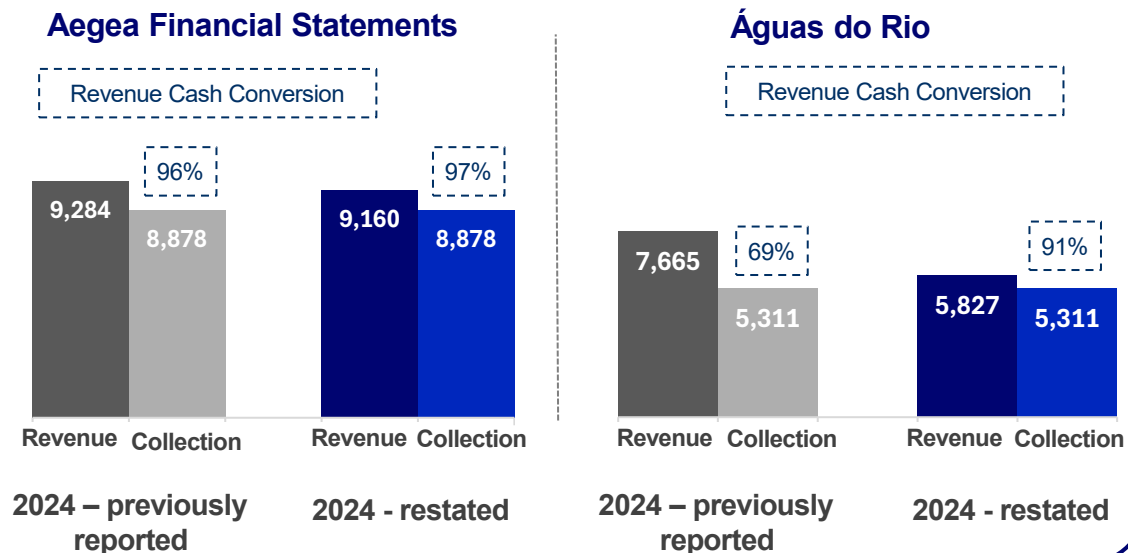 Aegea Financial Statements
Revenue Cash Conversion
96%
9,284
8,878
97%
9,160
8,878
Revenue
Collection
Revenue
Collection
2024 – previously
reported
2024 - restated
Águas do Rio
Revenue Cash Conversion
69%
7,665
5,311
91%
5,827
5,311
Revenue
Collection
Revenue
Collection
2024 – previously
reported
2024 - restated